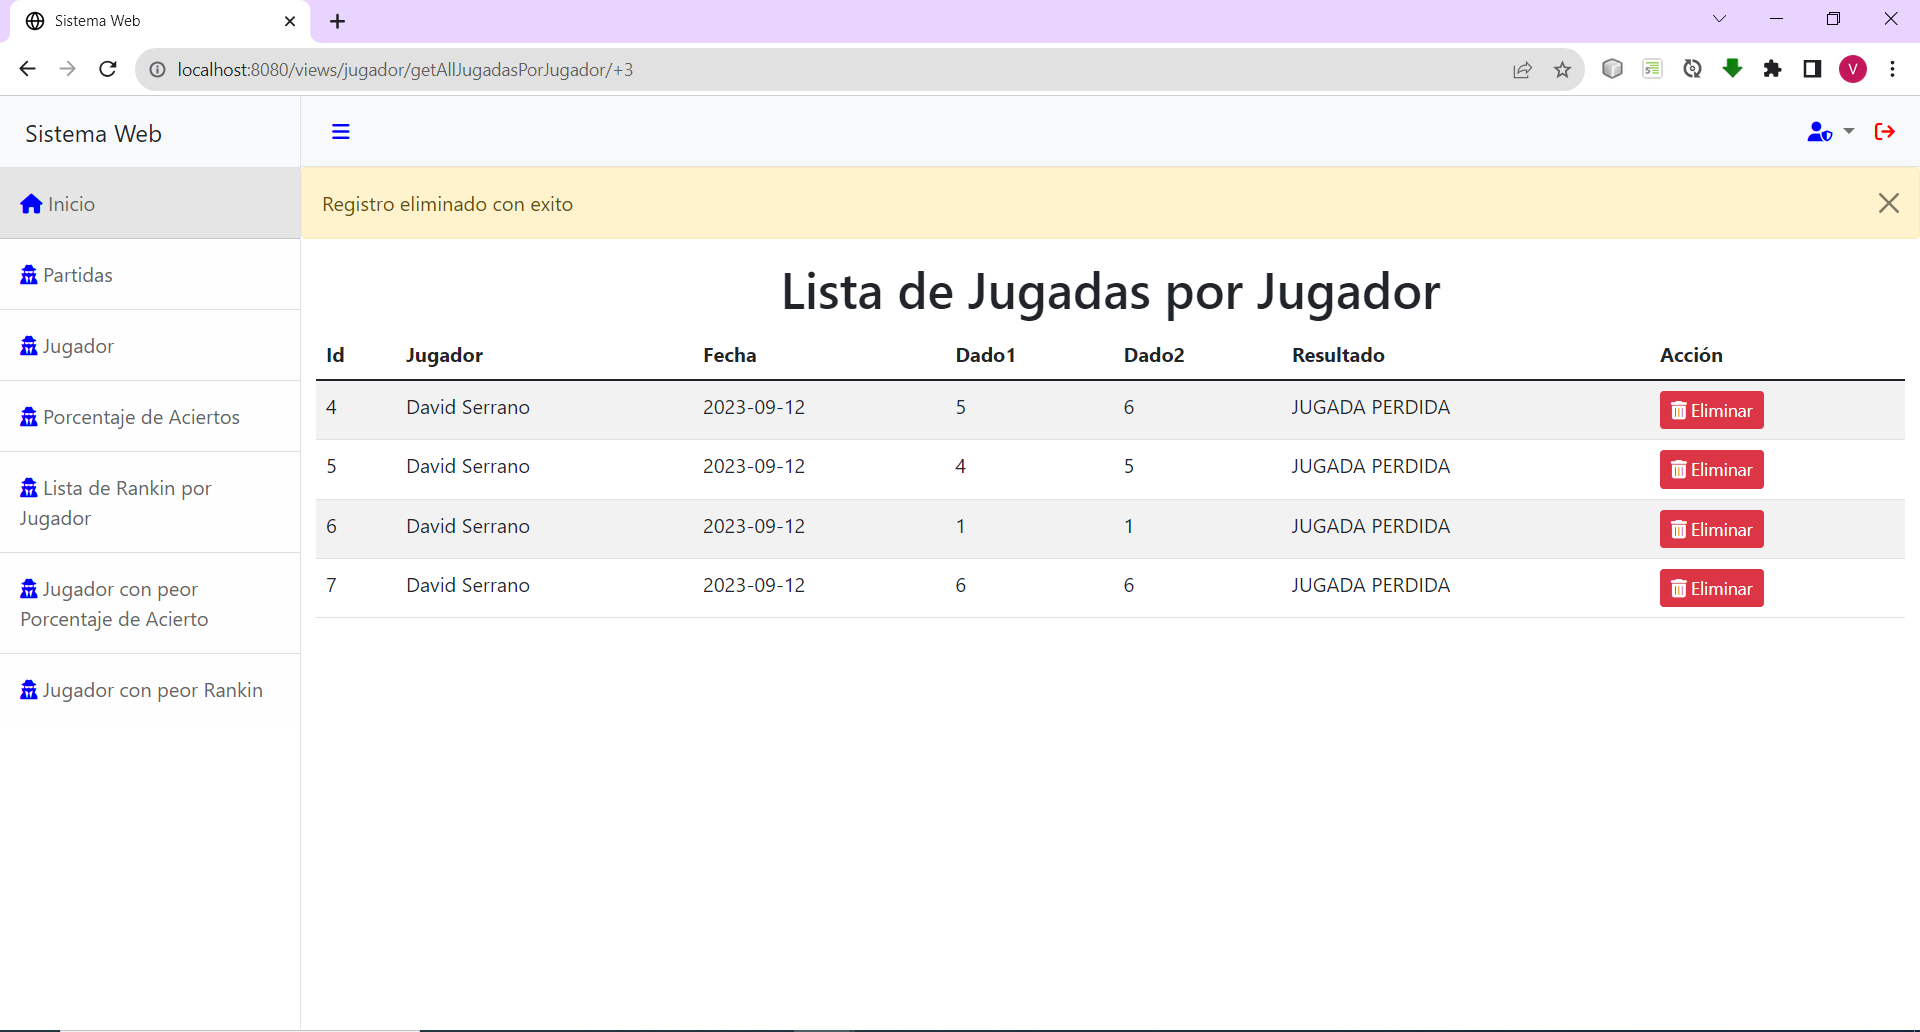 Sistema Web
localhost:8080/views/jugador/getAllJugadasPorJugador/+3
V
Sistema Web
Inicio
Partidas
Jugador
Porcentaje de Aciertos
Lista de Rankin por
Jugador
Jugador con peor
Porcentaje de Acierto
Jugador con peor Rankin
Registro eliminado con exito
Lista de Jugadas por Jugador
Id Jugador Fecha Dado1 Dado2 Resultado Acción
4 David Serrano 2023-09-12 5 6 JUGADA PERDIDA Eliminar
5 David Serrano 2023-09-12 4 5 JUGADA PERDIDA Eliminar
6 David Serrano 2023-09-12 1 1 JUGADA PERDIDA Eliminar
7 David Serrano 2023-09-12 6 6 JUGADA PERDIDA Eliminar